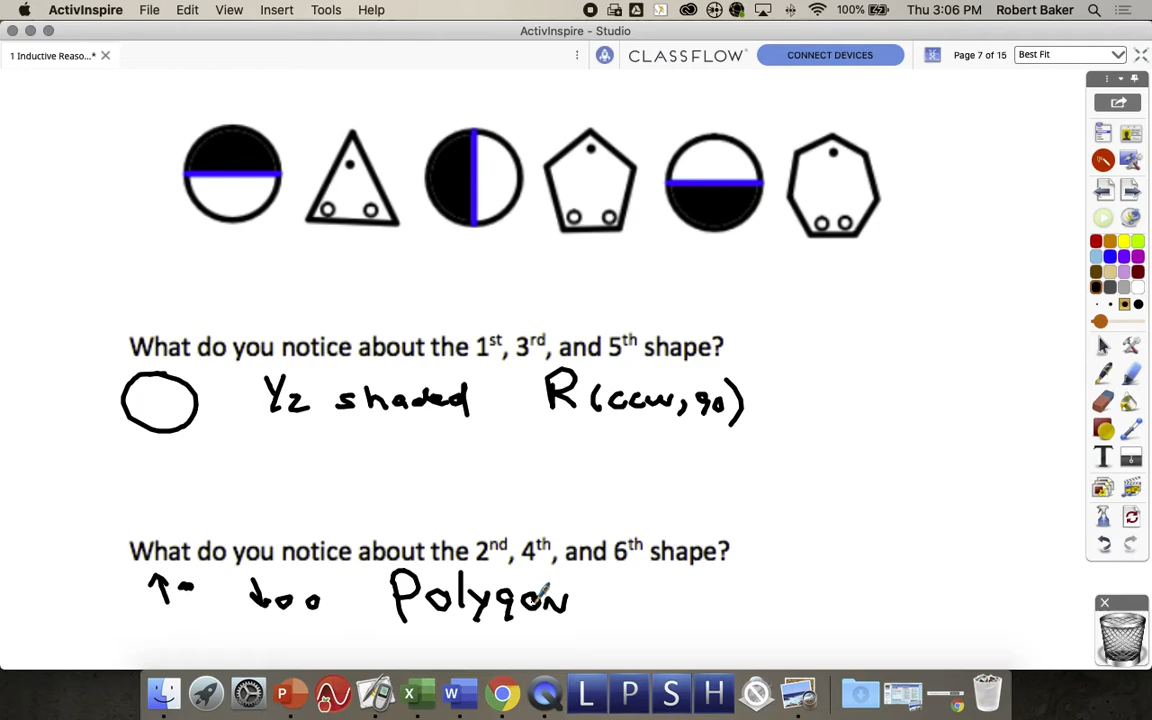 ActivInspire File Edit View Insert Tools Help 100% Thu 3:06 PM Robert Baker
ActivInspire - Studio
1 Inductive Reaso...* CLASSFLOW CONNECT DEVICES Page 7 of 15 Best Fit
What do you notice about the 1st, 3rd, and 5th shape?
1/2 shaded R(ccw, 90)
What do you notice about the 2nd, 4th, and 6th shape?
Polygon
T
P W X L P S H